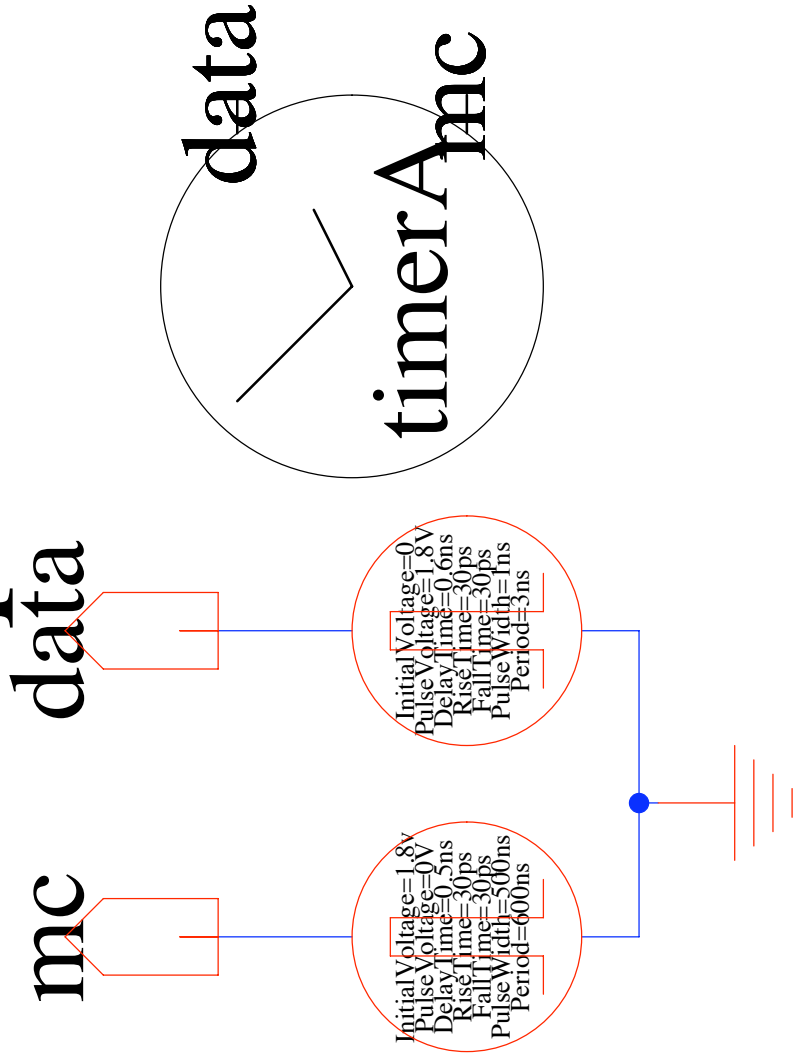 data
mc
timerA
data
InitialVoltage=0
PulseVoltage=1.8V
DelayTime=0.6ns
RiseTime=30ps
FallTime=30ps
PulseWidth=1ns
Period=3ns
mc
InitialVoltage=1.8v
PulseVoltage=0V
DelayTime=0.5ns
RiseTime=30ps
FallTime=30ps
PulseWidth=500ns
Period=600ns